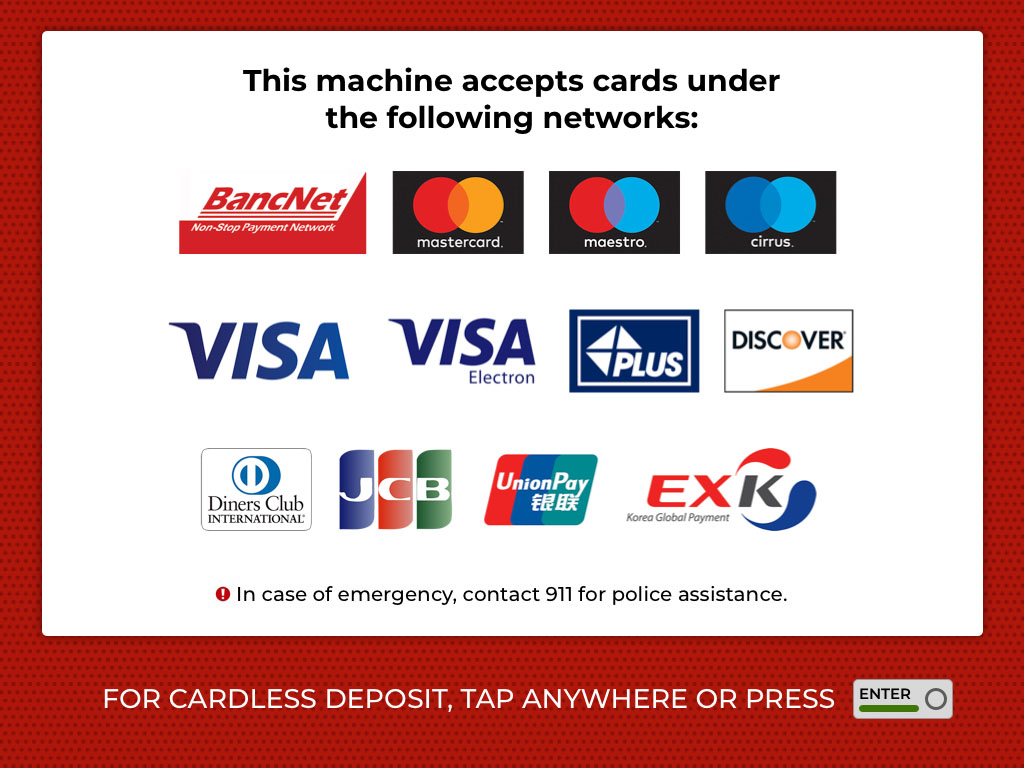 This machine accepts cards under
the following networks:
BancNet
Non-Stop Payment Network
mastercard.
maestro.
cirrus.
VISA
VISA
Electron
PLUS
DISCOVER
Diners Club
INTERNATIONAL
JCB
UnionPay
银联
EXK
Korea Global Payment
In case of emergency, contact 911 for police assistance.
FOR CARDLESS DEPOSIT, TAP ANYWHERE OR PRESS
ENTER